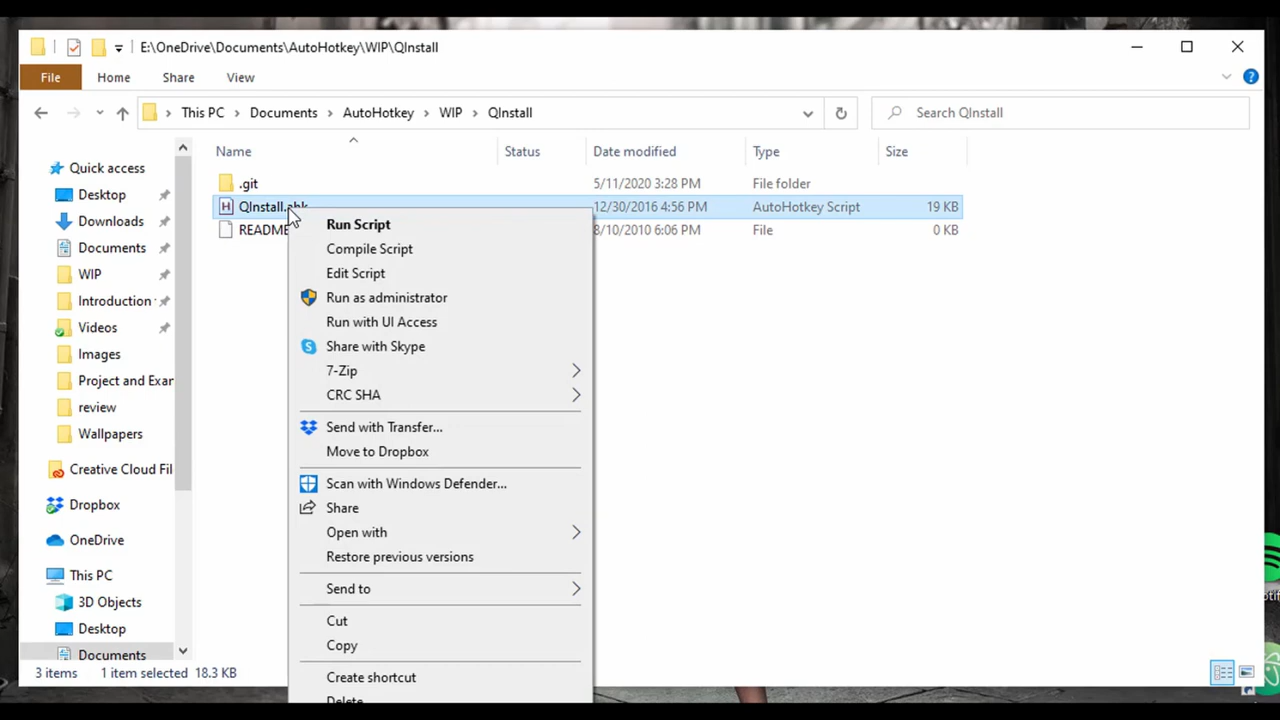 E:\OneDrive\Documents\AutoHotkey\WIP\QInstall
File Home Share View
This PC Documents AutoHotkey WIP QInstall
Search QInstall
Name Status Date modified Type Size
.git 5/11/2020 3:28 PM File folder
QInstall.ahk 12/30/2016 4:56 PM AutoHotkey Script 19 KB
README 8/10/2010 6:06 PM File 0 KB
Quick access
Desktop
Downloads
Documents
WIP
Introduction
Videos
Images
Project and Exar
review
Wallpapers
Creative Cloud Fil
Dropbox
OneDrive
This PC
3D Objects
Desktop
Documents
Run Script
Compile Script
Edit Script
Run as administrator
Run with UI Access
Share with Skype
7-Zip
CRC SHA
Send with Transfer...
Move to Dropbox
Scan with Windows Defender...
Share
Open with
Restore previous versions
Send to
Cut
Copy
Create shortcut
Delete
3 items 1 item selected 18.3 KB